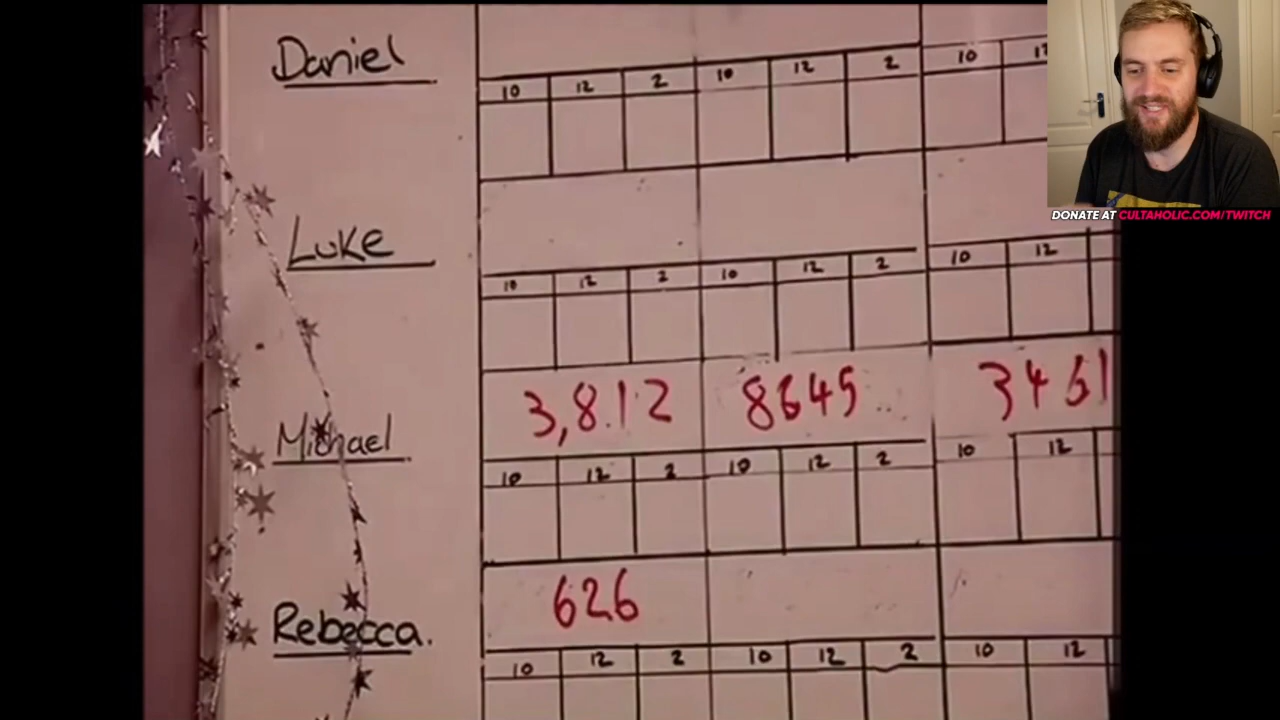 Daniel
10 12 2 10 12 2 10 12
DONATE AT CULTAHOLIC.COM/TWITCH
Luke
10 12 2 10 12 2 10 12
3,812 8645 3461
Michael
10 12 2 10 12 2 10 12
626
Rebecca.
10 12 2 10 12 2 10 12